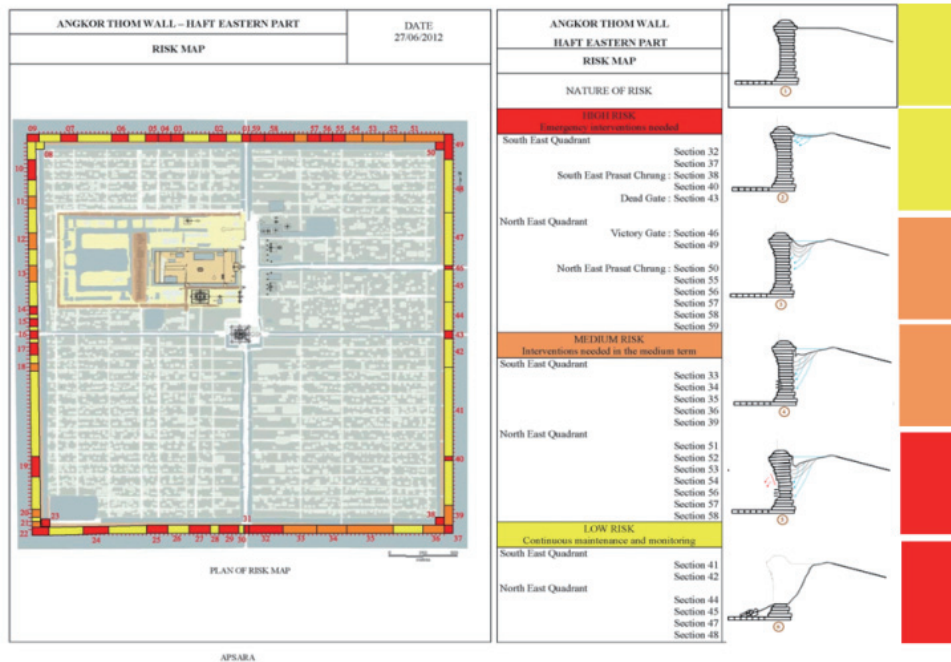 ANGKOR THOM WALL – HAFT EASTERN PART
RISK MAP
DATE
27/06/2012
09 07 06 05 04 03 02 01 59 58 57 56 55 54 53 52 51
08
50
49
10
48
11
47
12
46
13
45
14
15
16
43
17
42
18
41
19
40
20
21
22
23
31
38
39
24 25 26 27 28 29 30 32 33 34 35 36 37
PLAN OF RISK MAP
APSARA
ANGKOR THOM WALL
HAFT EASTERN PART
RISK MAP
NATURE OF RISK
HIGH RISK
Emergency interventions needed
South East Quadrant
Section 32
Section 37
South East Prasat Chrung : Section 38
Section 40
Dead Gate : Section 43
North East Quadrant
Victory Gate : Section 46
Section 49
North East Prasat Chrung : Section 50
Section 55
Section 56
Section 57
Section 58
Section 59
MEDIUM RISK
Interventions needed in the medium term
South East Quadrant
Section 33
Section 34
Section 35
Section 36
Section 39
North East Quadrant
Section 51
Section 52
Section 53
Section 54
Section 56
Section 57
Section 58
LOW RISK
Continuous maintenance and monitoring
South East Quadrant
Section 41
Section 42
North East Quadrant
Section 44
Section 45
Section 47
Section 48
1
2
3
4
5
6